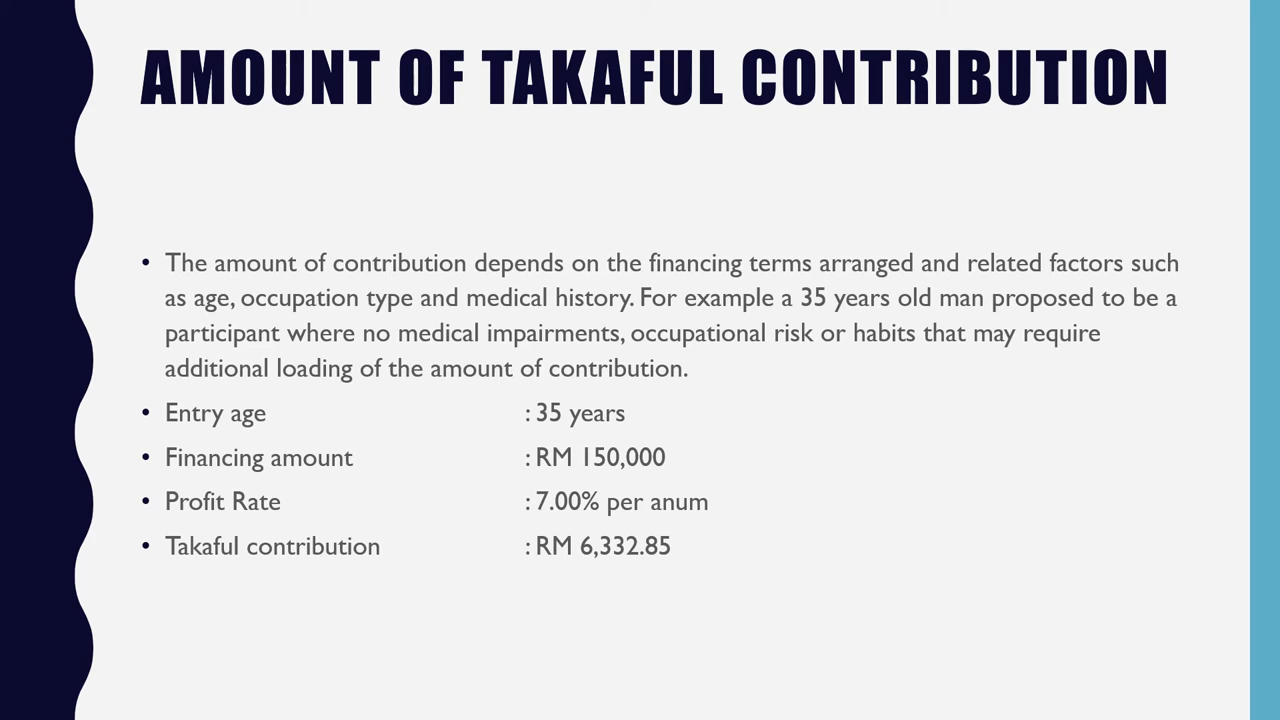 AMOUNT OF TAKAFUL CONTRIBUTION
• The amount of contribution depends on the financing terms arranged and related factors such
as age, occupation type and medical history. For example a 35 years old man proposed to be a
participant where no medical impairments, occupational risk or habits that may require
additional loading of the amount of contribution.
• Entry age : 35 years
• Financing amount : RM 150,000
• Profit Rate : 7.00% per anum
• Takaful contribution : RM 6,332.85